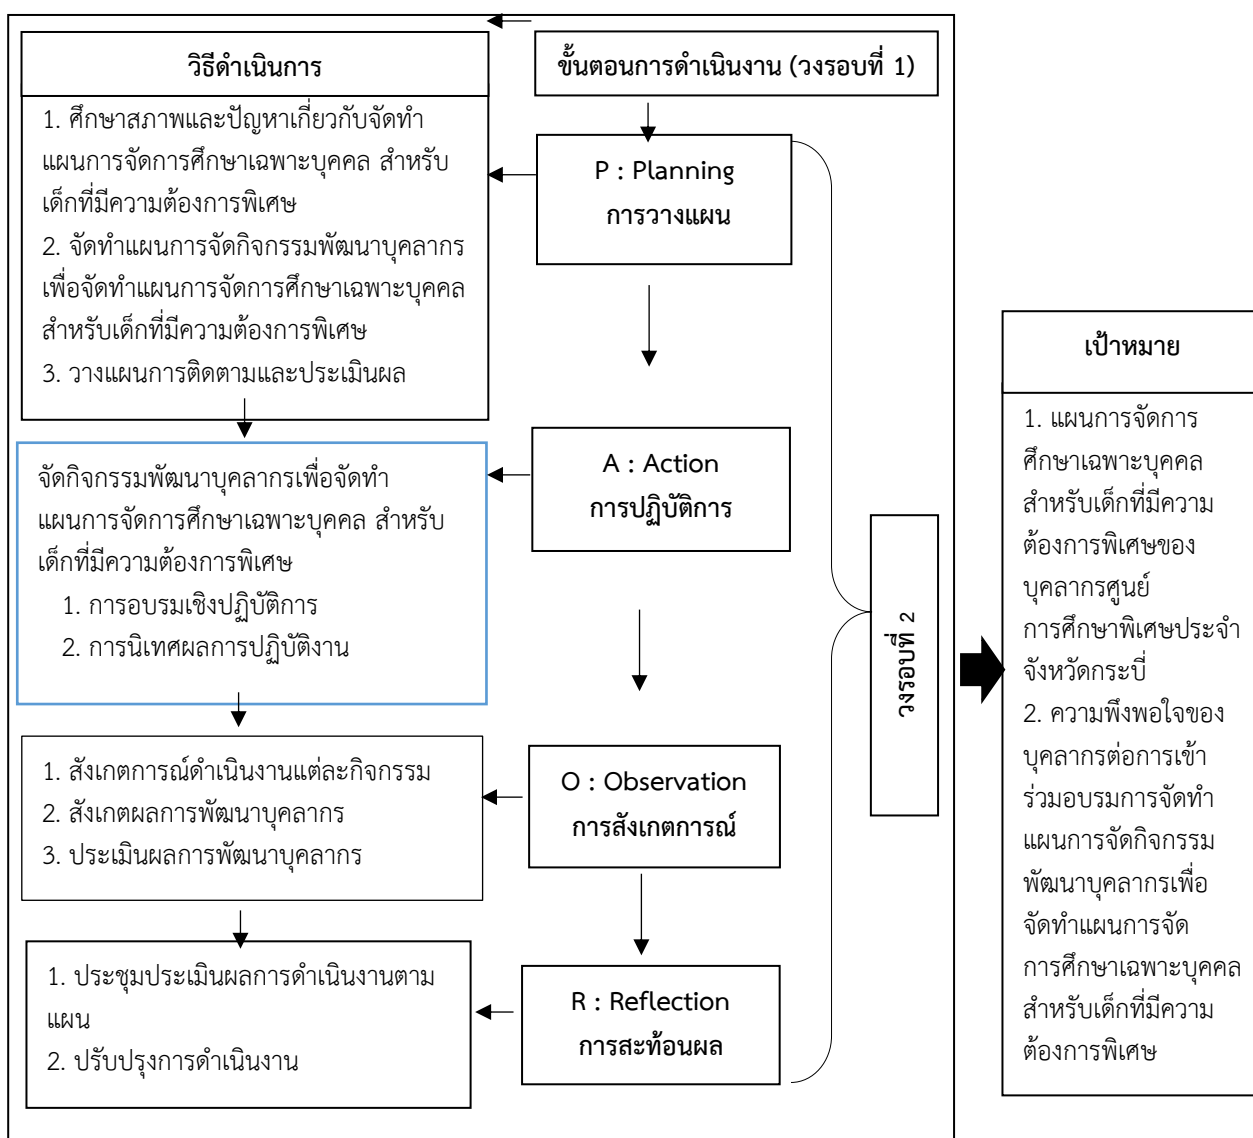 วิธีดำเนินการ
ขั้นตอนการดำเนินงาน (วงรอบที่ 1)
1. ศึกษาสภาพและปัญหาเกี่ยวกับจัดทำ
แผนการจัดการศึกษาเฉพาะบุคคล สำหรับ
เด็กที่มีความต้องการพิเศษ
2. จัดทำแผนการจัดกิจกรรมพัฒนาบุคลากร
เพื่อจัดทำแผนการจัดการศึกษาเฉพาะบุคคล
สำหรับเด็กที่มีความต้องการพิเศษ
3. วางแผนการติดตามและประเมินผล
P : Planning
การวางแผน
จัดกิจกรรมพัฒนาบุคลากรเพื่อจัดทำ
แผนการจัดการศึกษาเฉพาะบุคคล สำหรับ
เด็กที่มีความต้องการพิเศษ
1. การอบรมเชิงปฏิบัติการ
2. การนิเทศผลการปฏิบัติงาน
A : Action
การปฏิบัติการ
1. สังเกตการณ์ดำเนินงานแต่ละกิจกรรม
2. สังเกตผลการพัฒนาบุคลากร
3. ประเมินผลการพัฒนาบุคลากร
O : Observation
การสังเกตการณ์
1. ประชุมประเมินผลการดำเนินงานตาม
แผน
2. ปรับปรุงการดำเนินงาน
R : Reflection
การสะท้อนผล
วงรอบที่ 2
เป้าหมาย
1. แผนการจัดการ
ศึกษาเฉพาะบุคคล
สำหรับเด็กที่มีความ
ต้องการพิเศษของ
บุคลากรศูนย์
การศึกษาพิเศษประจำ
จังหวัดกระบี่
2. ความพึงพอใจของ
บุคลากรต่อการเข้า
ร่วมอบรมการจัดทำ
แผนการจัดกิจกรรม
พัฒนาบุคลากรเพื่อ
จัดทำแผนการจัด
การศึกษาเฉพาะบุคคล
สำหรับเด็กที่มีความ
ต้องการพิเศษ